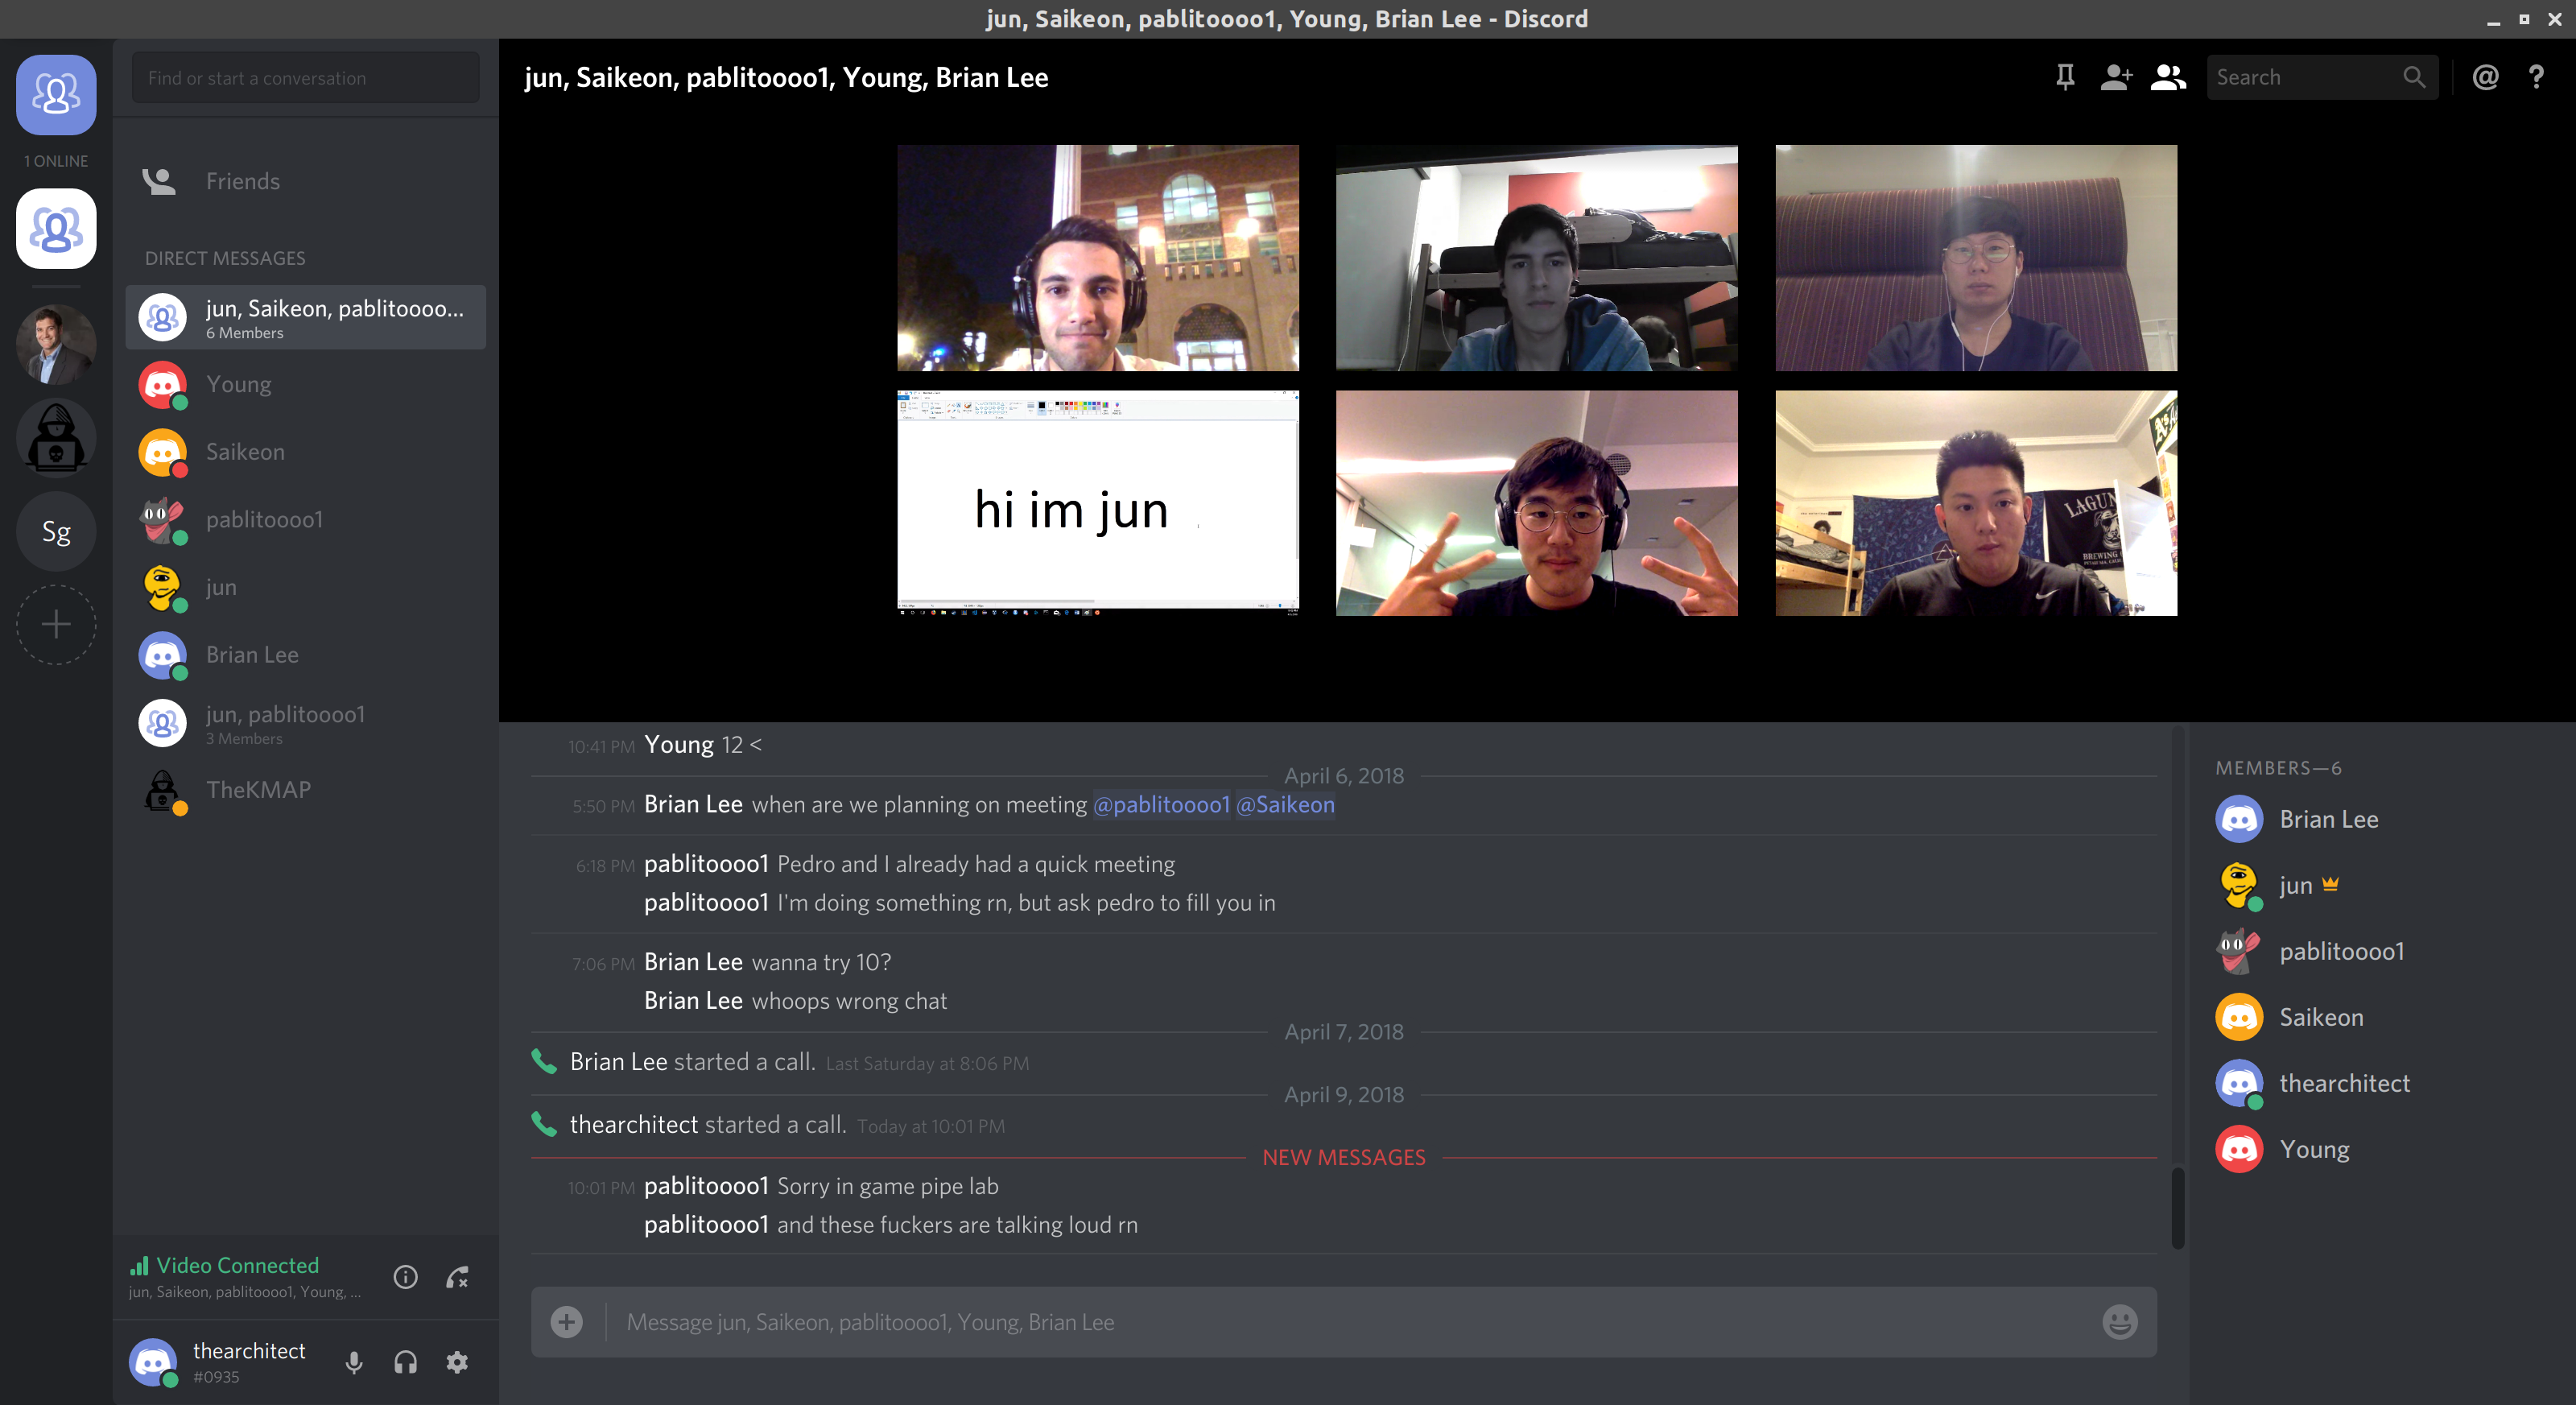 jun, Saikeon, pablitoooo1, Young, Brian Lee - Discord
1 ONLINE
Sg
Find or start a conversation
Friends
DIRECT MESSAGES
jun, Saikeon, pablitoooo...
6 Members
Young
Saikeon
pablitoooo1
jun
Brian Lee
jun, pablitoooo1
3 Members
TheKMAP
Video Connected
jun, Saikeon, pablitoooo1, Young, ...
thearchitect
#0935
jun, Saikeon, pablitoooo1, Young, Brian Lee
Search
hi im jun
A's
LAGUN
BREWING
10:41 PM Young 12 <
April 6, 2018
5:50 PM Brian Lee when are we planning on meeting @pablitoooo1 @Saikeon
6:18 PM pablitoooo1 Pedro and I already had a quick meeting
pablitoooo1 I'm doing something rn, but ask pedro to fill you in
7:06 PM Brian Lee wanna try 10?
Brian Lee whoops wrong chat
April 7, 2018
Brian Lee started a call. Last Saturday at 8:06 PM
April 9, 2018
thearchitect started a call. Today at 10:01 PM
NEW MESSAGES
10:01 PM pablitoooo1 Sorry in game pipe lab
pablitoooo1 and these fuckers are talking loud rn
Message jun, Saikeon, pablitoooo1, Young, Brian Lee
MEMBERS—6
Brian Lee
jun
pablitoooo1
Saikeon
thearchitect
Young